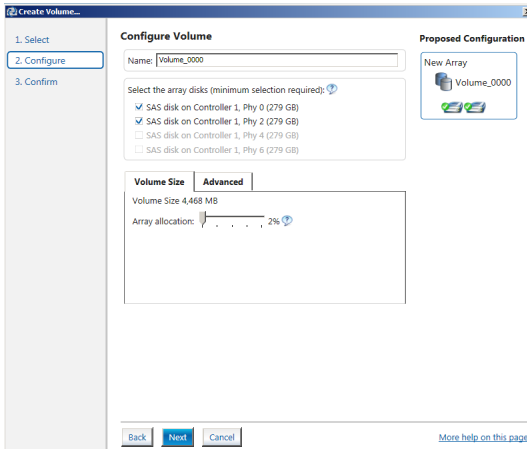 Create Volume...
1. Select
2. Configure
3. Confirm
Configure Volume
Name: Volume_0000
Select the array disks (minimum selection required):
SAS disk on Controller 1, Phy 0 (279 GB)
SAS disk on Controller 1, Phy 2 (279 GB)
SAS disk on Controller 1, Phy 4 (279 GB)
SAS disk on Controller 1, Phy 6 (279 GB)
Volume Size Advanced
Volume Size 4,468 MB
Array allocation: 2%
Proposed Configuration
New Array
Volume_0000
Back Next Cancel
More help on this page